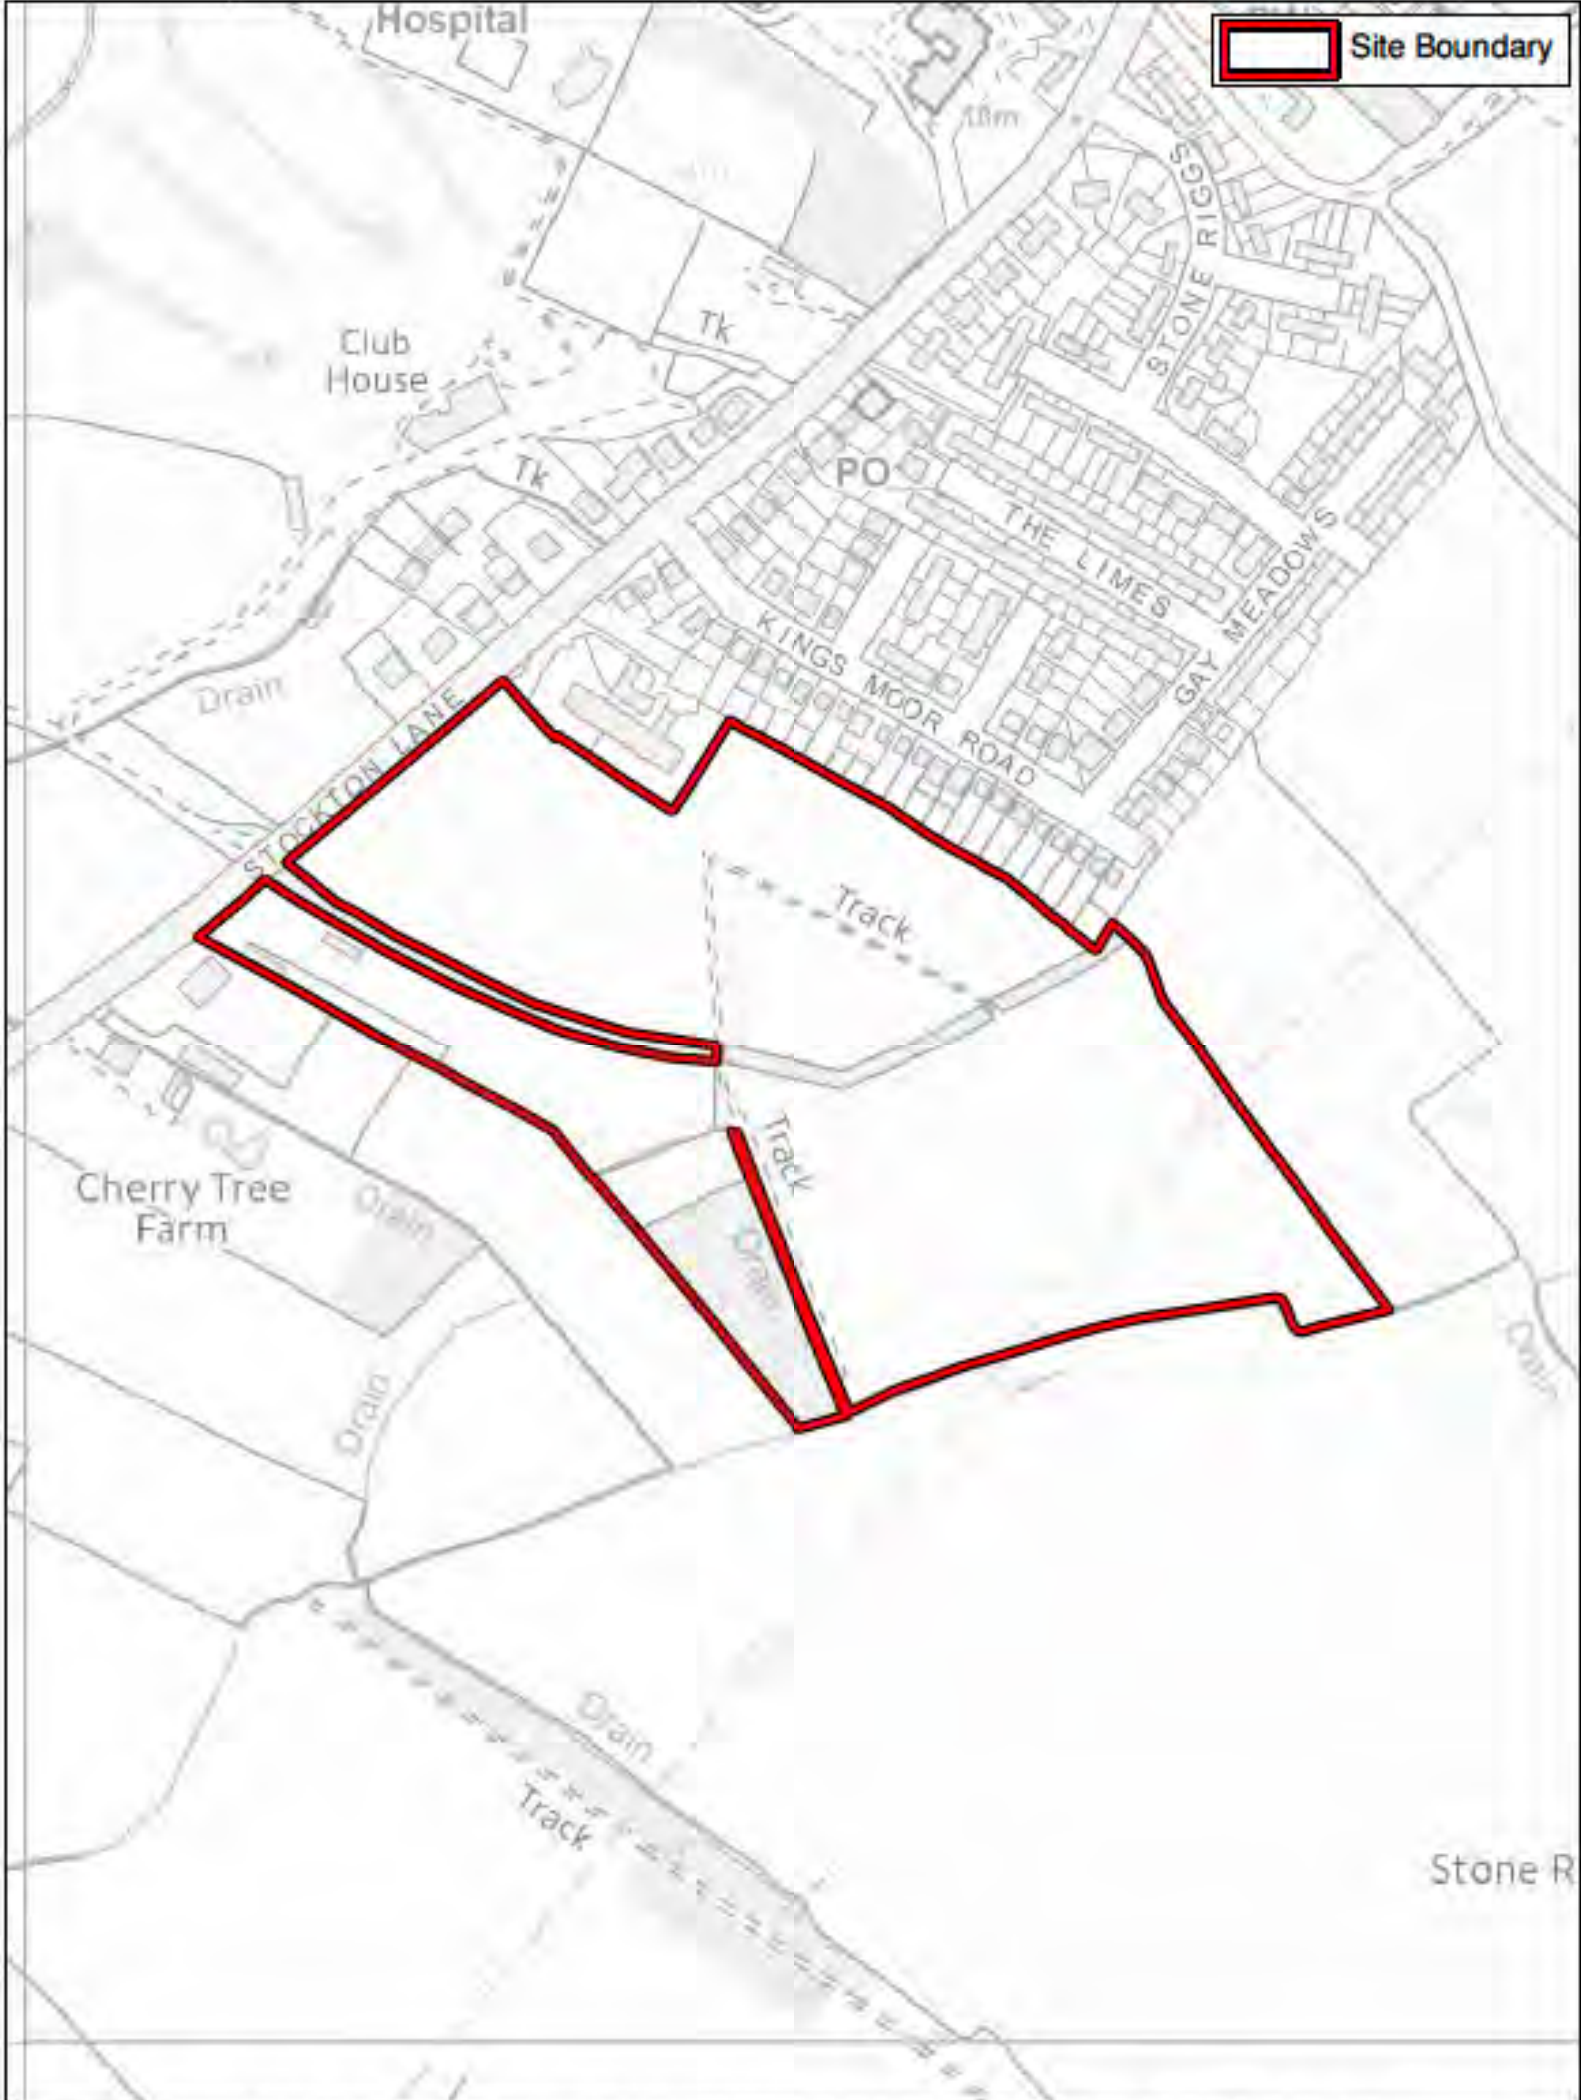 Hospital
Site Boundary
18m
STONE RIGGS
Tk
Club
House
Tk
PO
THE LIMES
GAY MEADOWS
KINGS MOOR ROAD
Drain
STOCKTON LANE
Track
Track
Cherry Tree
Farm
Drain
Drain
Drain
Drain
Drain
Track
Stone R